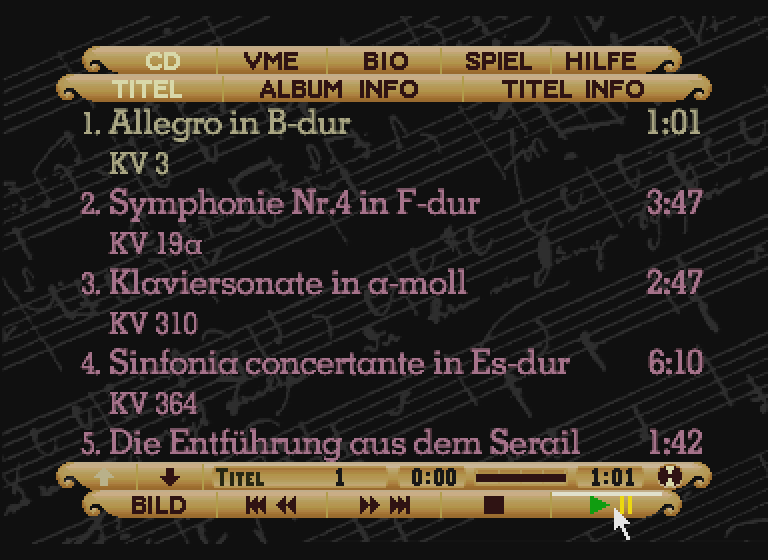 CD VME BIO SPIEL HILFE
TITEL ALBUM INFO TITEL INFO
1. Allegro in B-dur 1:01
KV 3
2. Symphonie Nr.4 in F-dur 3:47
KV 19a
3. Klaviersonate in a-moll 2:47
KV 310
4. Sinfonia concertante in Es-dur 6:10
KV 364
5. Die Entführung aus dem Serail 1:42
TITEL 1 0:00 1:01
BILD